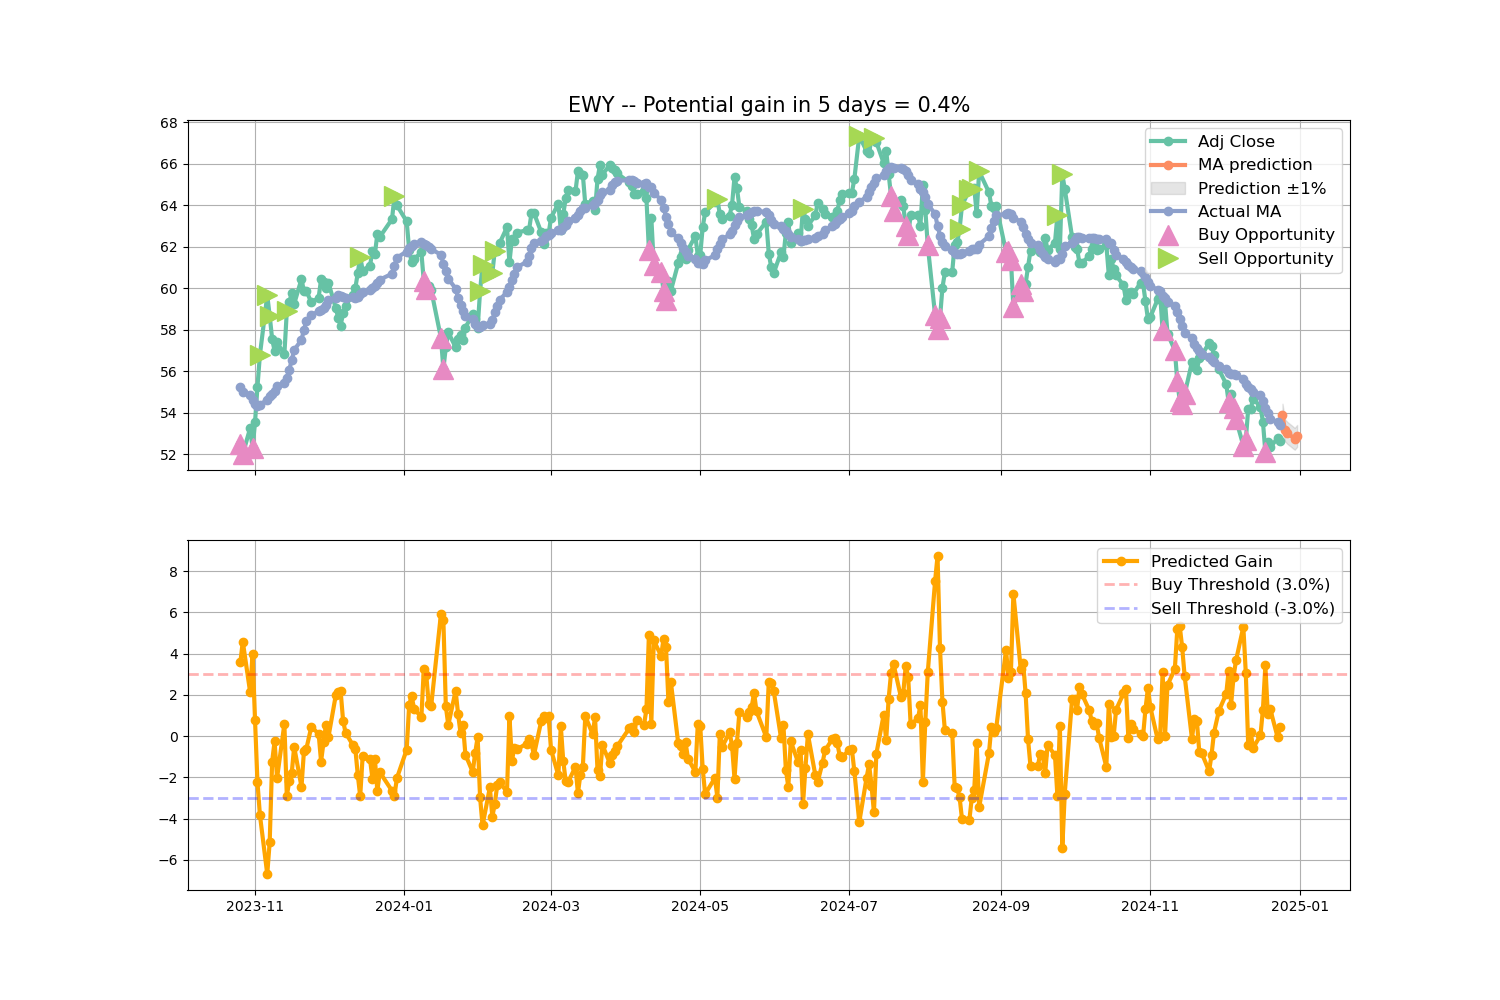 EWY -- Potential gain in 5 days = 0.4%
68
66
64
62
60
58
56
54
52
Adj Close
MA prediction
Prediction ±1%
Actual MA
Buy Opportunity
Sell Opportunity
8
6
4
2
0
−2
−4
−6
Predicted Gain
Buy Threshold (3.0%)
Sell Threshold (-3.0%)
2023-11
2024-01
2024-03
2024-05
2024-07
2024-09
2024-11
2025-01